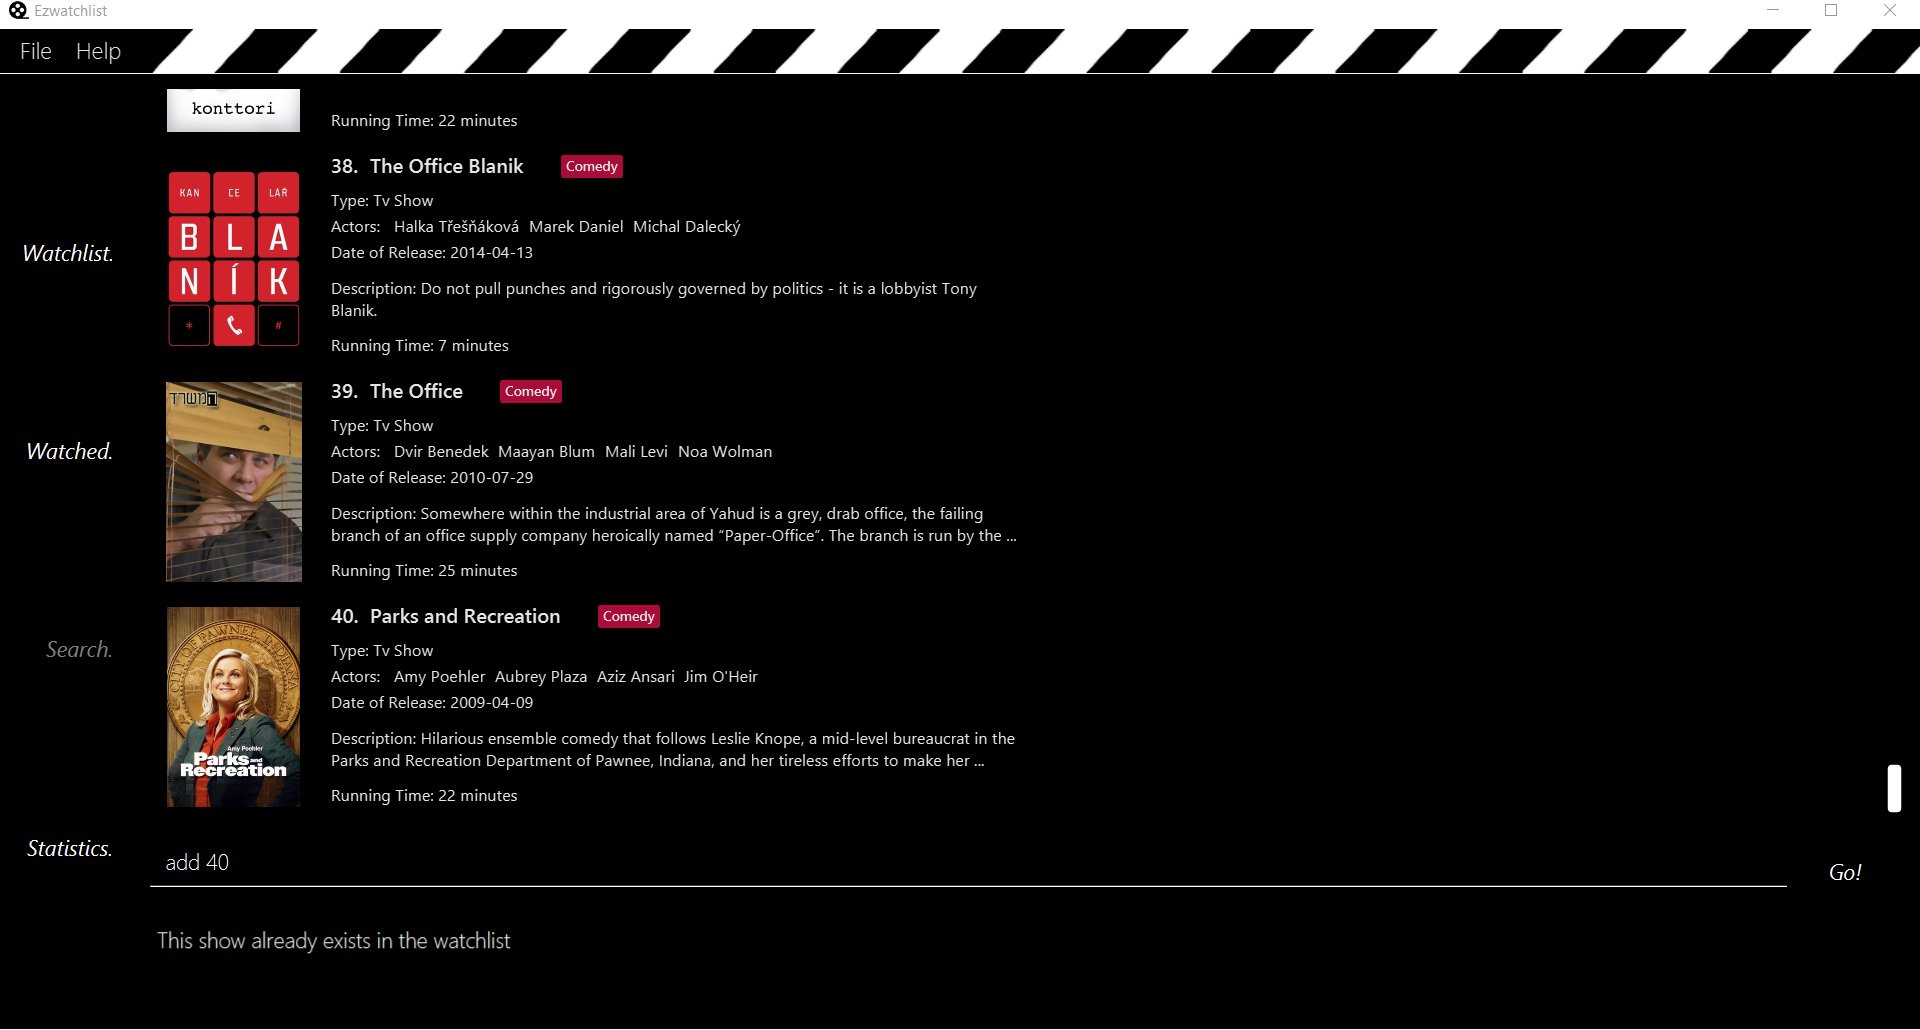 Ezwatchlist
File Help
konttori
Running Time: 22 minutes
38. The Office Blanik Comedy
KAN CE LÁŘ
B L A
N Í K
* #
Type: Tv Show
Actors: Halka Třešňáková Marek Daniel Michal Dalecký
Date of Release: 2014-04-13
Description: Do not pull punches and rigorously governed by politics - it is a lobbyist Tony
Blanik.
Running Time: 7 minutes
Watchlist.
המשרד
39. The Office Comedy
Type: Tv Show
Actors: Dvir Benedek Maayan Blum Mali Levi Noa Wolman
Date of Release: 2010-07-29
Description: Somewhere within the industrial area of Yahud is a grey, drab office, the failing
branch of an office supply company heroically named “Paper-Office”. The branch is run by the ...
Running Time: 25 minutes
Watched.
40. Parks and Recreation Comedy
Type: Tv Show
Actors: Amy Poehler Aubrey Plaza Aziz Ansari Jim O'Heir
Date of Release: 2009-04-09
Description: Hilarious ensemble comedy that follows Leslie Knope, a mid-level bureaucrat in the
Parks and Recreation Department of Pawnee, Indiana, and her tireless efforts to make her ...
Running Time: 22 minutes
CITY OF PAWNEE, INDIANA
Amy Poehler
Parks and
Recreation
Search.
Statistics.
add 40
Go!
This show already exists in the watchlist